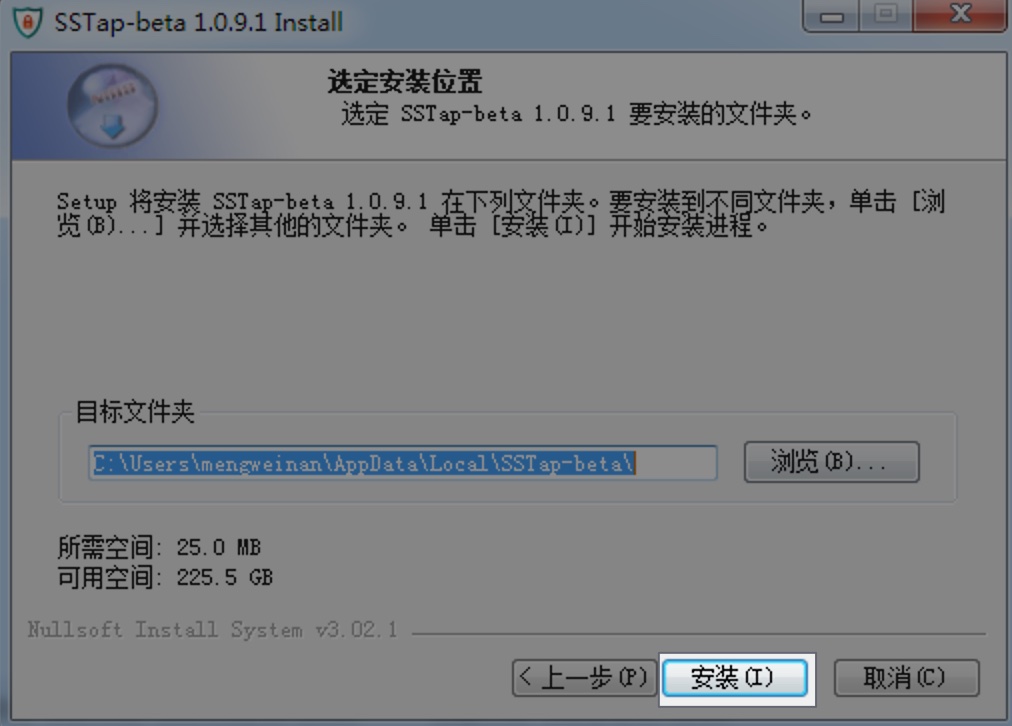 SSTap-beta 1.0.9.1 Install
选定安装位置
选定 SSTap-beta 1.0.9.1 要安装的文件夹。
Setup 将安装 SSTap-beta 1.0.9.1 在下列文件夹。要安装到不同文件夹，单击 [浏
览(B)...] 并选择其他的文件夹。 单击 [安装(I)] 开始安装进程。
目标文件夹
C:\Users\mengweinan\AppData\Local\SSTap-beta\
浏览(B)...
所需空间: 25.0 MB
可用空间: 225.5 GB
Nullsoft Install System v3.02.1
< 上一步(P)
安装(I)
取消(C)